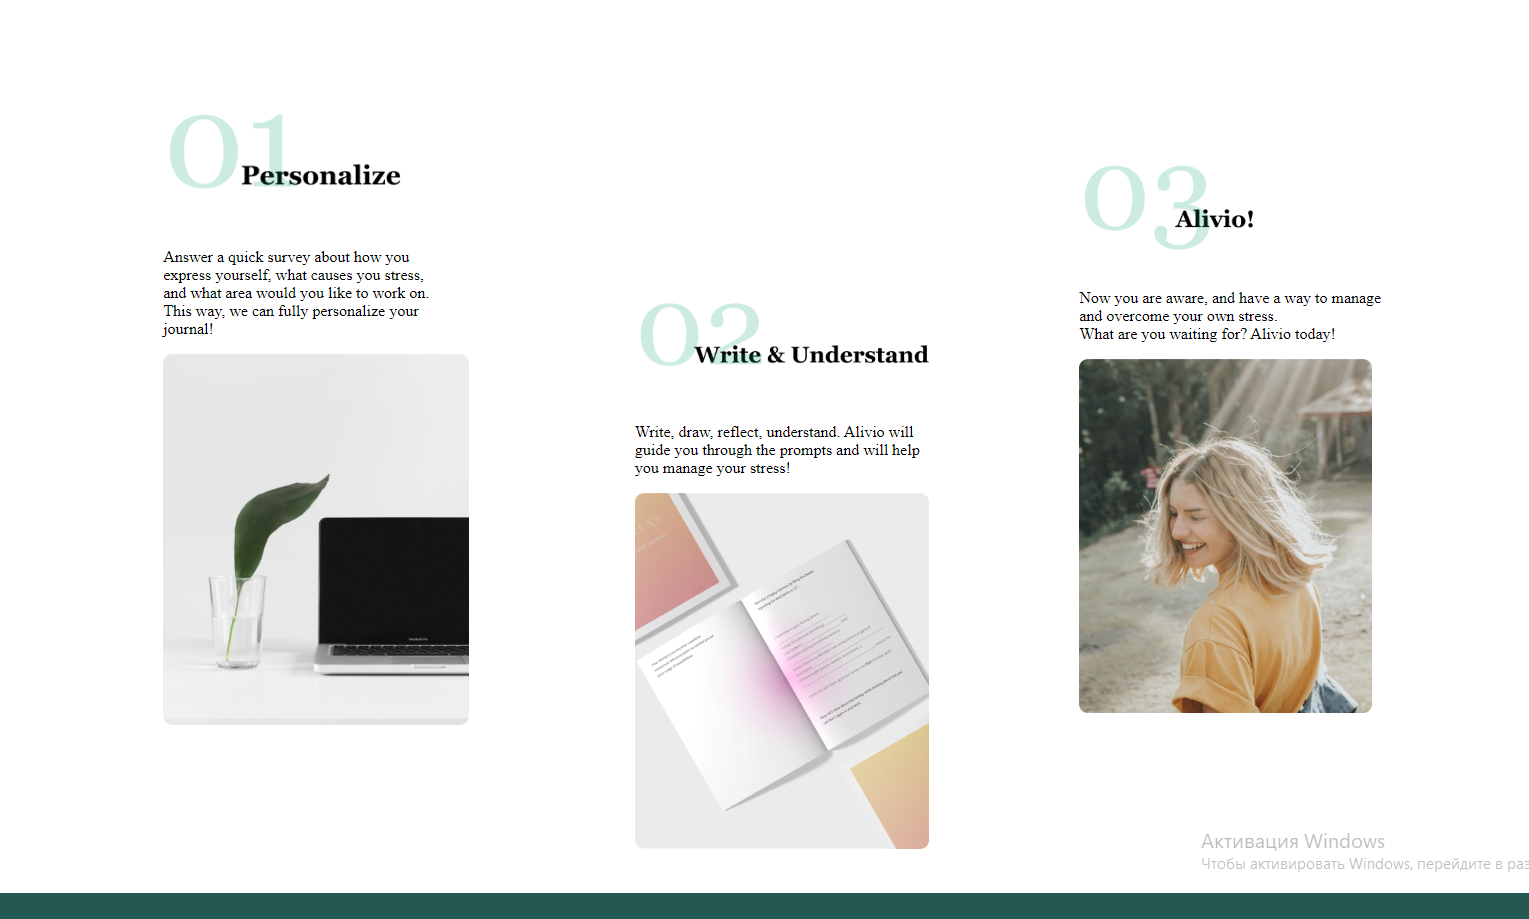 01
Personalize
Answer a quick survey about how you
express yourself, what causes you stress,
and what area would you like to work on.
This way, we can fully personalize your
journal!
02
Write & Understand
Write, draw, reflect, understand. Alivio will
guide you through the prompts and will help
you manage your stress!
03
Alivio!
Now you are aware, and have a way to manage
and overcome your own stress.
What are you waiting for? Alivio today!
Активация Windows
Чтобы активировать Windows, перейдите в раз